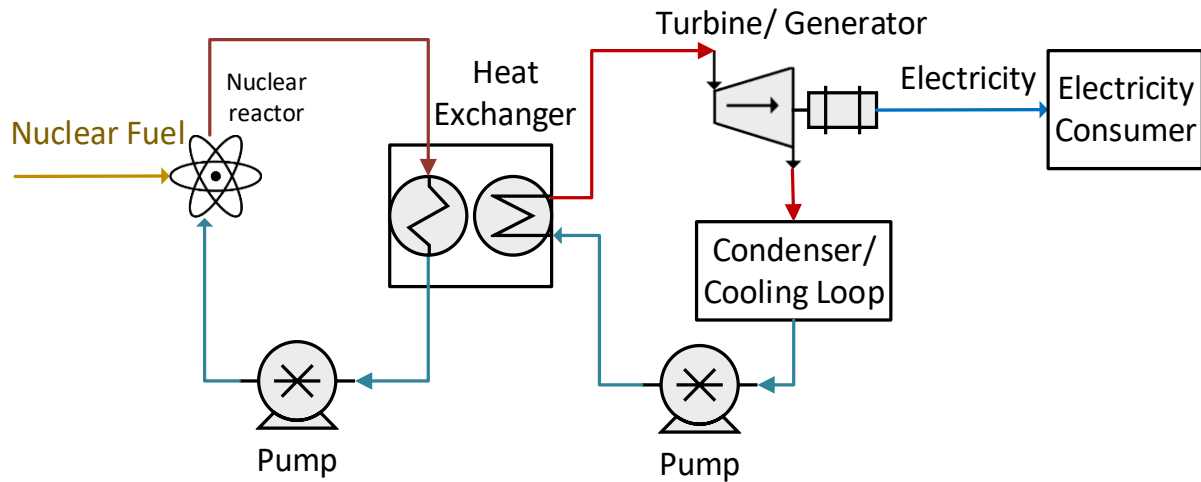 Turbine/ Generator
Nuclear
reactor
Heat
Exchanger
Electricity
Electricity
Consumer
Nuclear Fuel
Condenser/
Cooling Loop
Pump
Pump